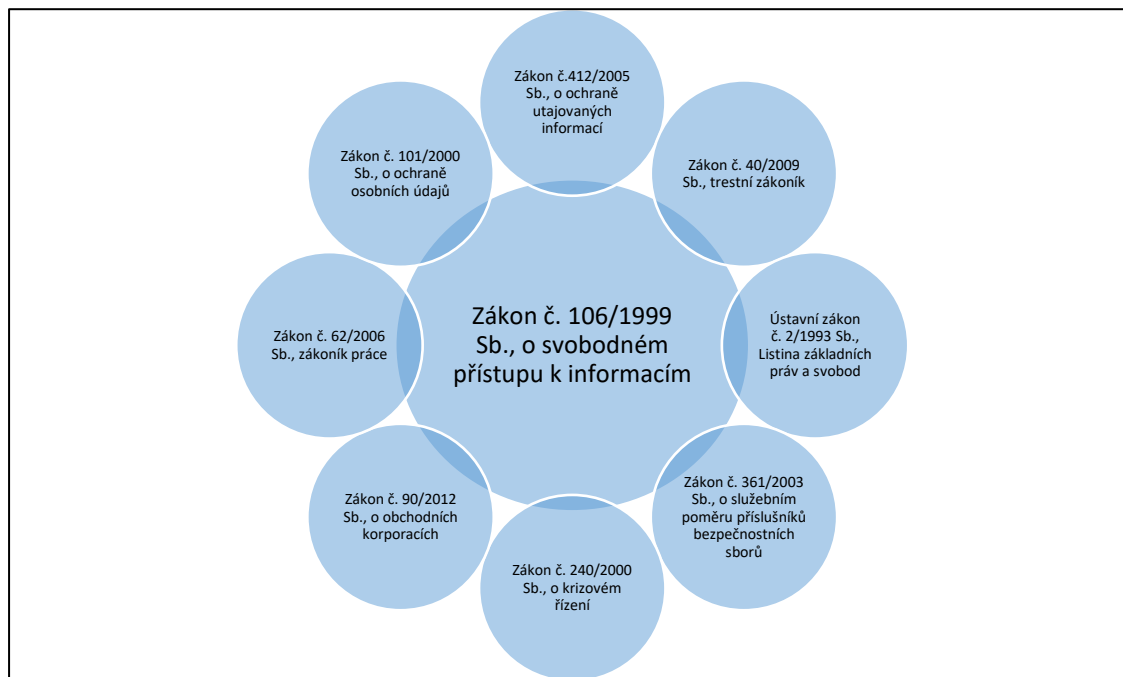 Zákon č.412/2005
Sb., o ochraně
utajovaných
informací
Zákon č. 40/2009
Sb., trestní zákoník
Ústavní zákon
č. 2/1993 Sb.,
Listina základních
práv a svobod
Zákon č. 361/2003
Sb., o služebním
poměru příslušníků
bezpečnostních
sborů
Zákon č. 240/2000
Sb., o krizovém
řízení
Zákon č. 90/2012
Sb., o obchodních
korporacích
Zákon č. 62/2006
Sb., zákoník práce
Zákon č. 101/2000
Sb., o ochraně
osobních údajů
Zákon č. 106/1999
Sb., o svobodném
přístupu k informacím